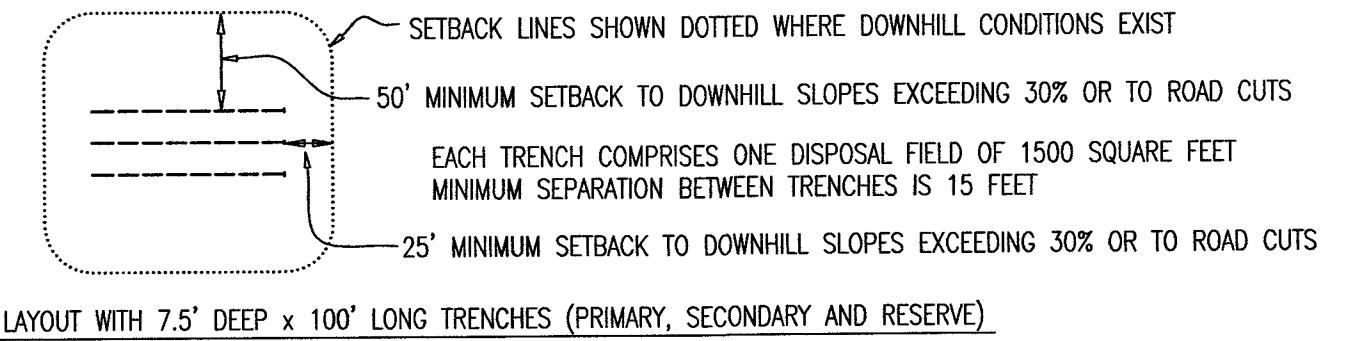 SETBACK LINES SHOWN DOTTED WHERE DOWNHILL CONDITIONS EXIST
50' MINIMUM SETBACK TO DOWNHILL SLOPES EXCEEDING 30% OR TO ROAD CUTS
EACH TRENCH COMPRISES ONE DISPOSAL FIELD OF 1500 SQUARE FEET
MINIMUM SEPARATION BETWEEN TRENCHES IS 15 FEET
25' MINIMUM SETBACK TO DOWNHILL SLOPES EXCEEDING 30% OR TO ROAD CUTS
LAYOUT WITH 7.5' DEEP x 100' LONG TRENCHES (PRIMARY, SECONDARY AND RESERVE)